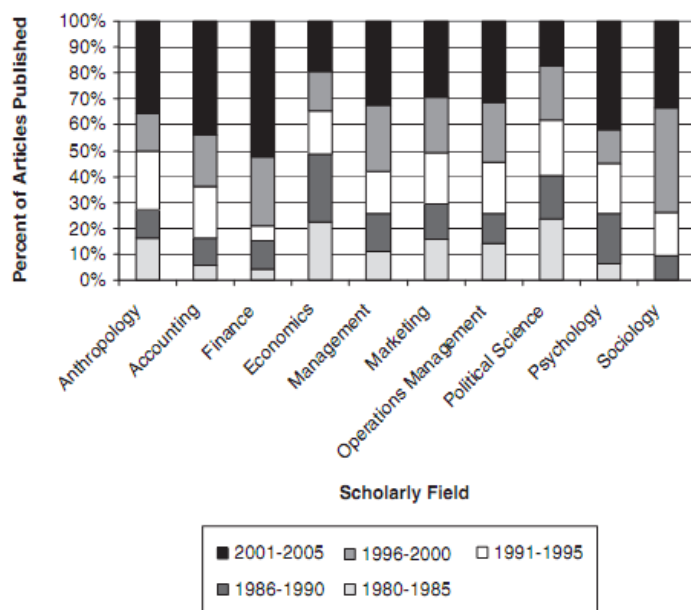 Percent of Articles Published
100%
90%
80%
70%
60%
50%
40%
30%
20%
10%
0%
Anthropology
Accounting
Finance
Economics
Management
Marketing
Operations Management
Political Science
Psychology
Sociology
Scholarly Field
2001-2005 1996-2000 1991-1995
1986-1990 1980-1985